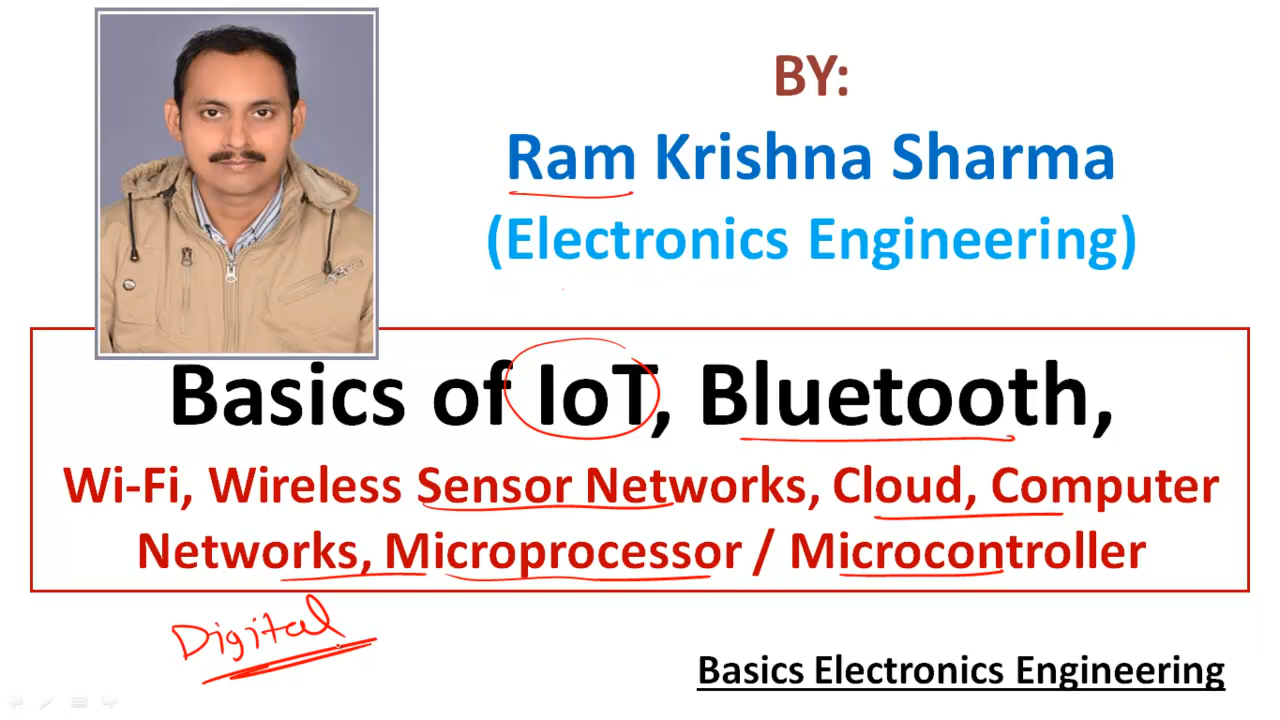 BY:
Ram Krishna Sharma
(Electronics Engineering)
Basics of IoT, Bluetooth,
Wi-Fi, Wireless Sensor Networks, Cloud, Computer
Networks, Microprocessor / Microcontroller
Digital
Basics Electronics Engineering